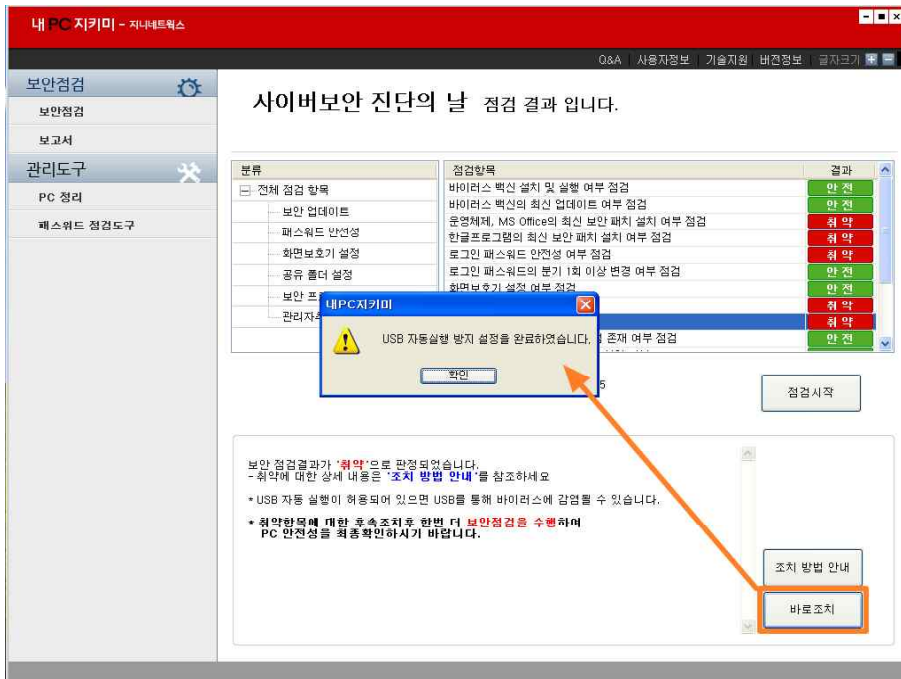 내PC지키미 - 지니네트웍스
Q&A 사용자정보 기술지원 버전정보 글자크기
보안점검
보안점검
보고서
관리도구
PC 정리
패스워드 점검도구
사이버보안 진단의 날 점검 결과 입니다.
분류
전체 점검 항목
보안 업데이트
패스워드 안전성
화면보호기 설정
공유 폴더 설정
보안 프
관리자
점검항목 결과
바이러스 백신 설치 및 실행 여부 점검 안 전
바이러스 백신의 최신 업데이트 여부 점검 안 전
운영체제, MS Office의 최신 보안 패치 설치 여부 점검 취 약
한글프로그램의 최신 보안 패치 설치 여부 점검 취 약
로그인 패스워드 안전성 여부 점검 취 약
로그인 패스워드의 분기 1회 이상 변경 여부 점검 안 전
화면보호기 설정 여부 점검 안 전
취 약
취 약
존재 여부 점검 안 전
내PC지키미
USB 자동실행 방지 설정을 완료하였습니다.
확인
5
점검시작
보안 점검결과가 '취약'으로 판정되었습니다.
- 취약에 대한 상세 내용은 '조치 방법 안내'를 참조하세요
* USB 자동 실행이 허용되어 있으면 USB를 통해 바이러스에 감염될 수 있습니다.
* 취약항목에 대한 후속조치후 한번 더 보안점검을 수행하여
PC 안전성을 최종확인하시기 바랍니다.
조치 방법 안내
바로조치